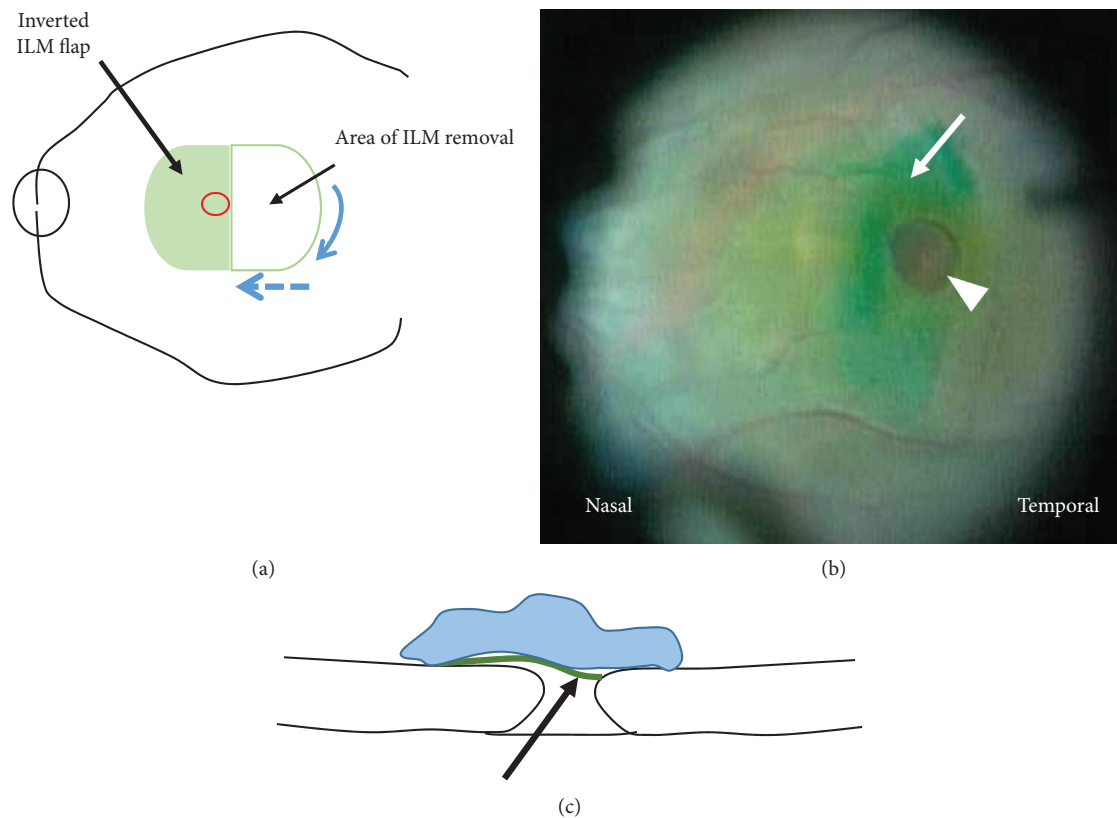 Inverted
ILM flap
Area of ILM removal
Nasal
Temporal
(a)
(b)
(c)